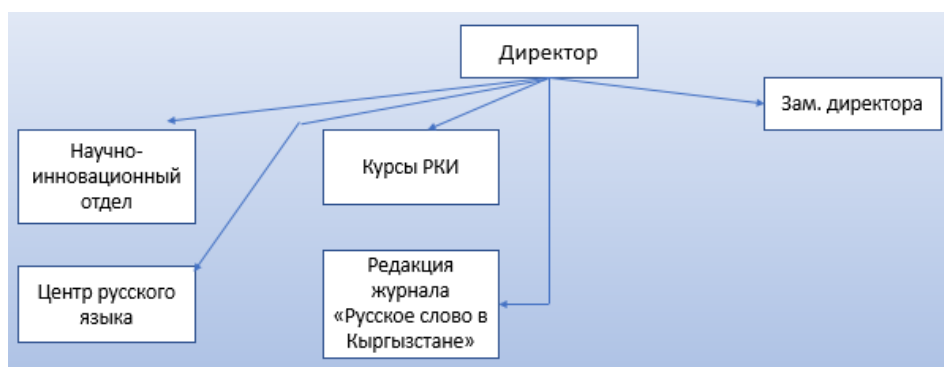 Директор
Зам. директора
Научно-
инновационный
отдел
Курсы РКИ
Центр русского
языка
Редакция
журнала
«Русское слово в
Кыргызстане»